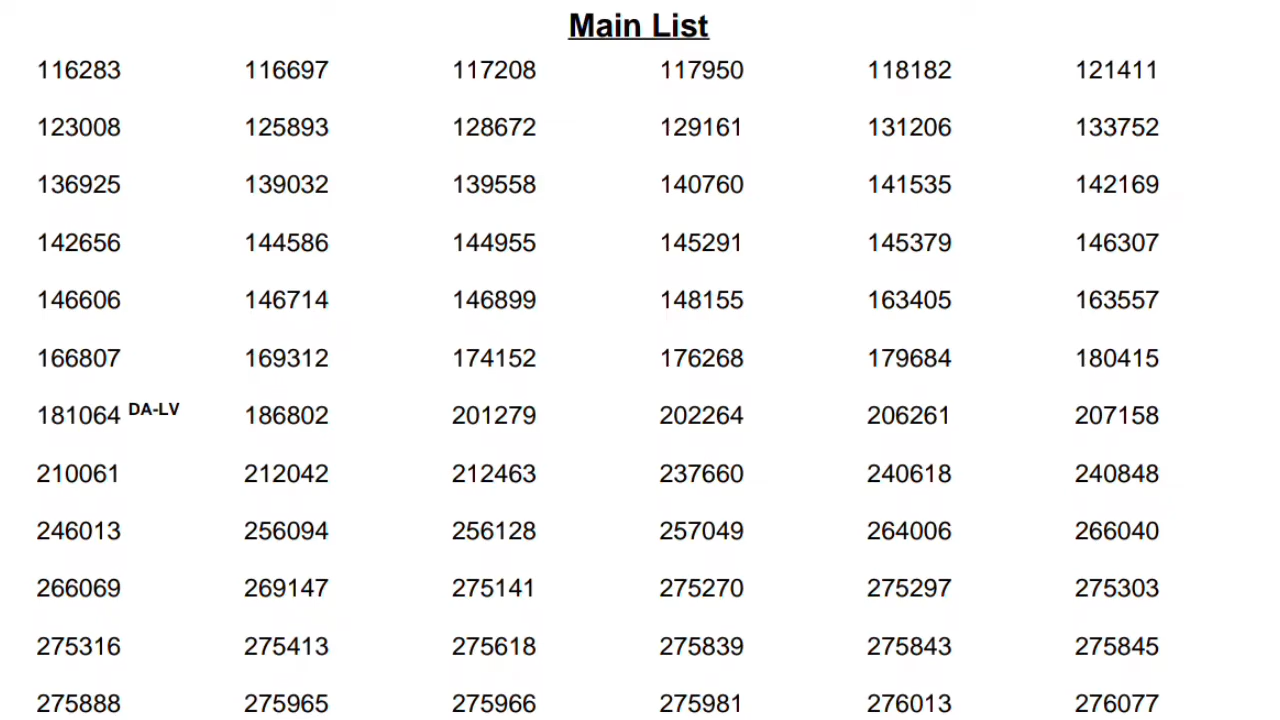 Main List
116283 116697 117208 117950 118182 121411
123008 125893 128672 129161 131206 133752
136925 139032 139558 140760 141535 142169
142656 144586 144955 145291 145379 146307
146606 146714 146899 148155 163405 163557
166807 169312 174152 176268 179684 180415
181064 DA-LV 186802 201279 202264 206261 207158
210061 212042 212463 237660 240618 240848
246013 256094 256128 257049 264006 266040
266069 269147 275141 275270 275297 275303
275316 275413 275618 275839 275843 275845
275888 275965 275966 275981 276013 276077